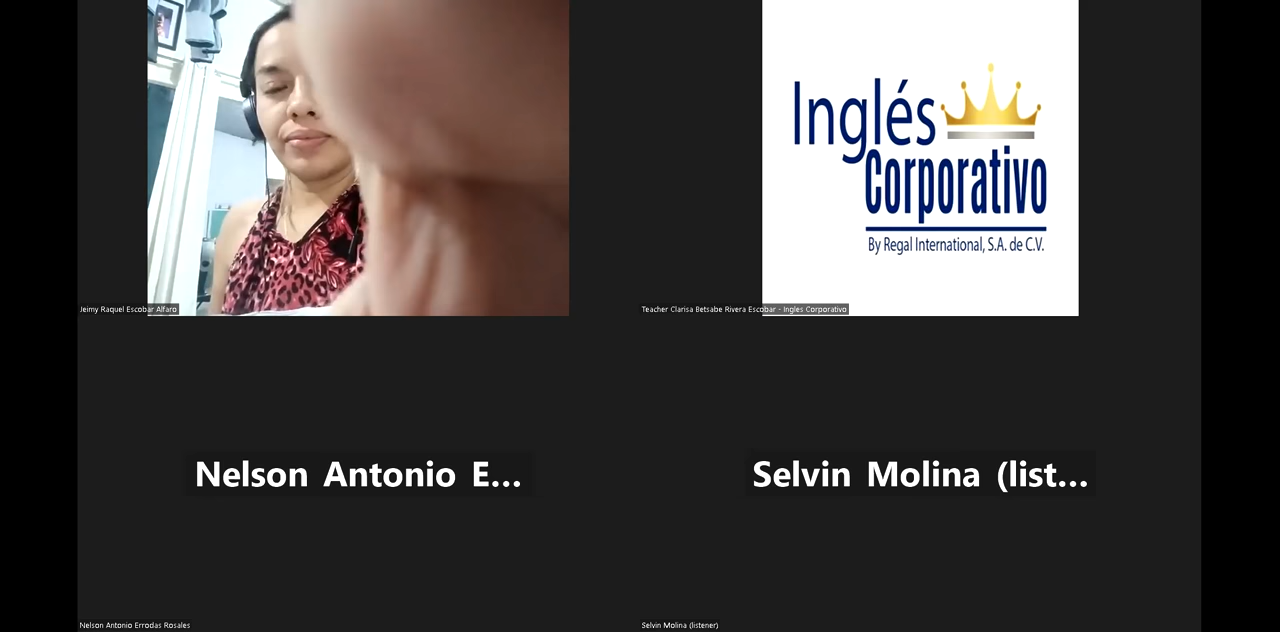 Inglés
Corporativo
By Regal International, S.A. de C.V.
Jeimy Raquel Escobar Alfaro
Teacher Clarisa Betsabe Rivera Escobar - Ingles Corporativo
Nelson Antonio E...
Selvin Molina (list...
Nelson Antonio Errodas Rosales
Selvin Molina (listener)